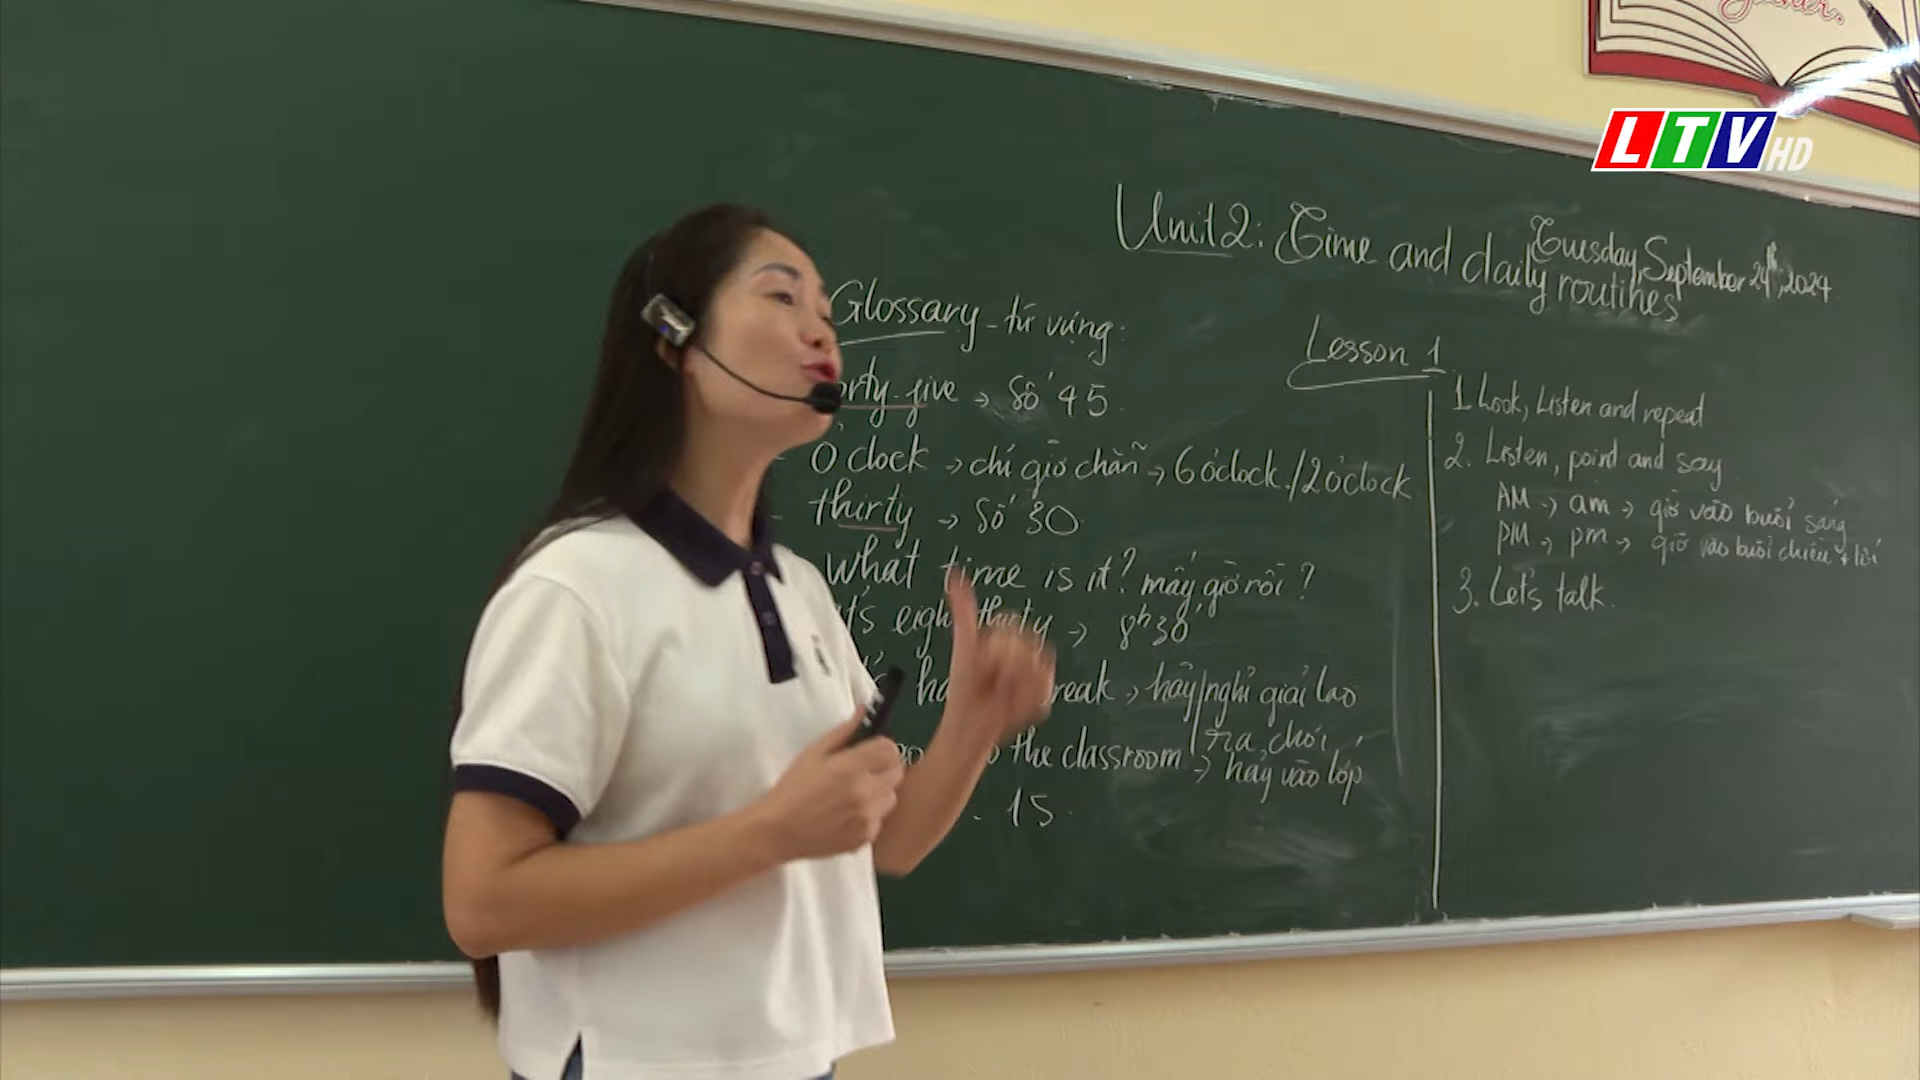 LTV HD
Tuesday, September 24th, 2024
Unit 2: Time and daily routines
Lesson 1
Glossary - từ vựng:
five → số 45
O'clock → chỉ giờ chẵn → 6 o'clock / 2 o'clock
- thirty → số 30
What time is it? mấy giờ rồi?
thirty → 8h30'
→ hãy nghỉ giải lao
ra chơi
the classroom → hãy vào lớp
. 15
1 Look, Listen and repeat
2. Listen, point and say
AM → am → giờ vào buổi sáng
PM → pm → giờ vào buổi chiều + tối
3. Let's talk.